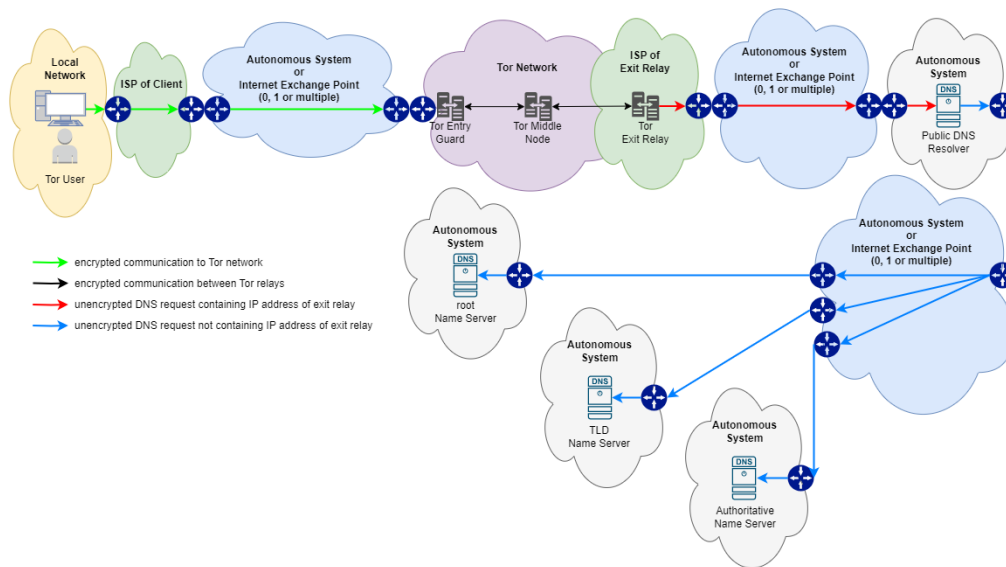 Local
Network
Tor User
ISP of Client
Autonomous System
or
Internet Exchange Point
(0, 1 or multiple)
Tor Network
Tor Entry
Guard
Tor Middle
Node
ISP of
Exit Relay
Tor
Exit Relay
Autonomous System
or
Internet Exchange Point
(0, 1 or multiple)
Autonomous
System
DNS
Public DNS
Resolver
Autonomous System
or
Internet Exchange Point
(0, 1 or multiple)
Autonomous
System
DNS
root
Name Server
encrypted communication to Tor network
encrypted communication between Tor relays
unencrypted DNS request containing IP address of exit relay
unencrypted DNS request not containing IP address of exit relay
Autonomous
System
DNS
TLD
Name Server
Autonomous
System
DNS
Authoritative
Name Server